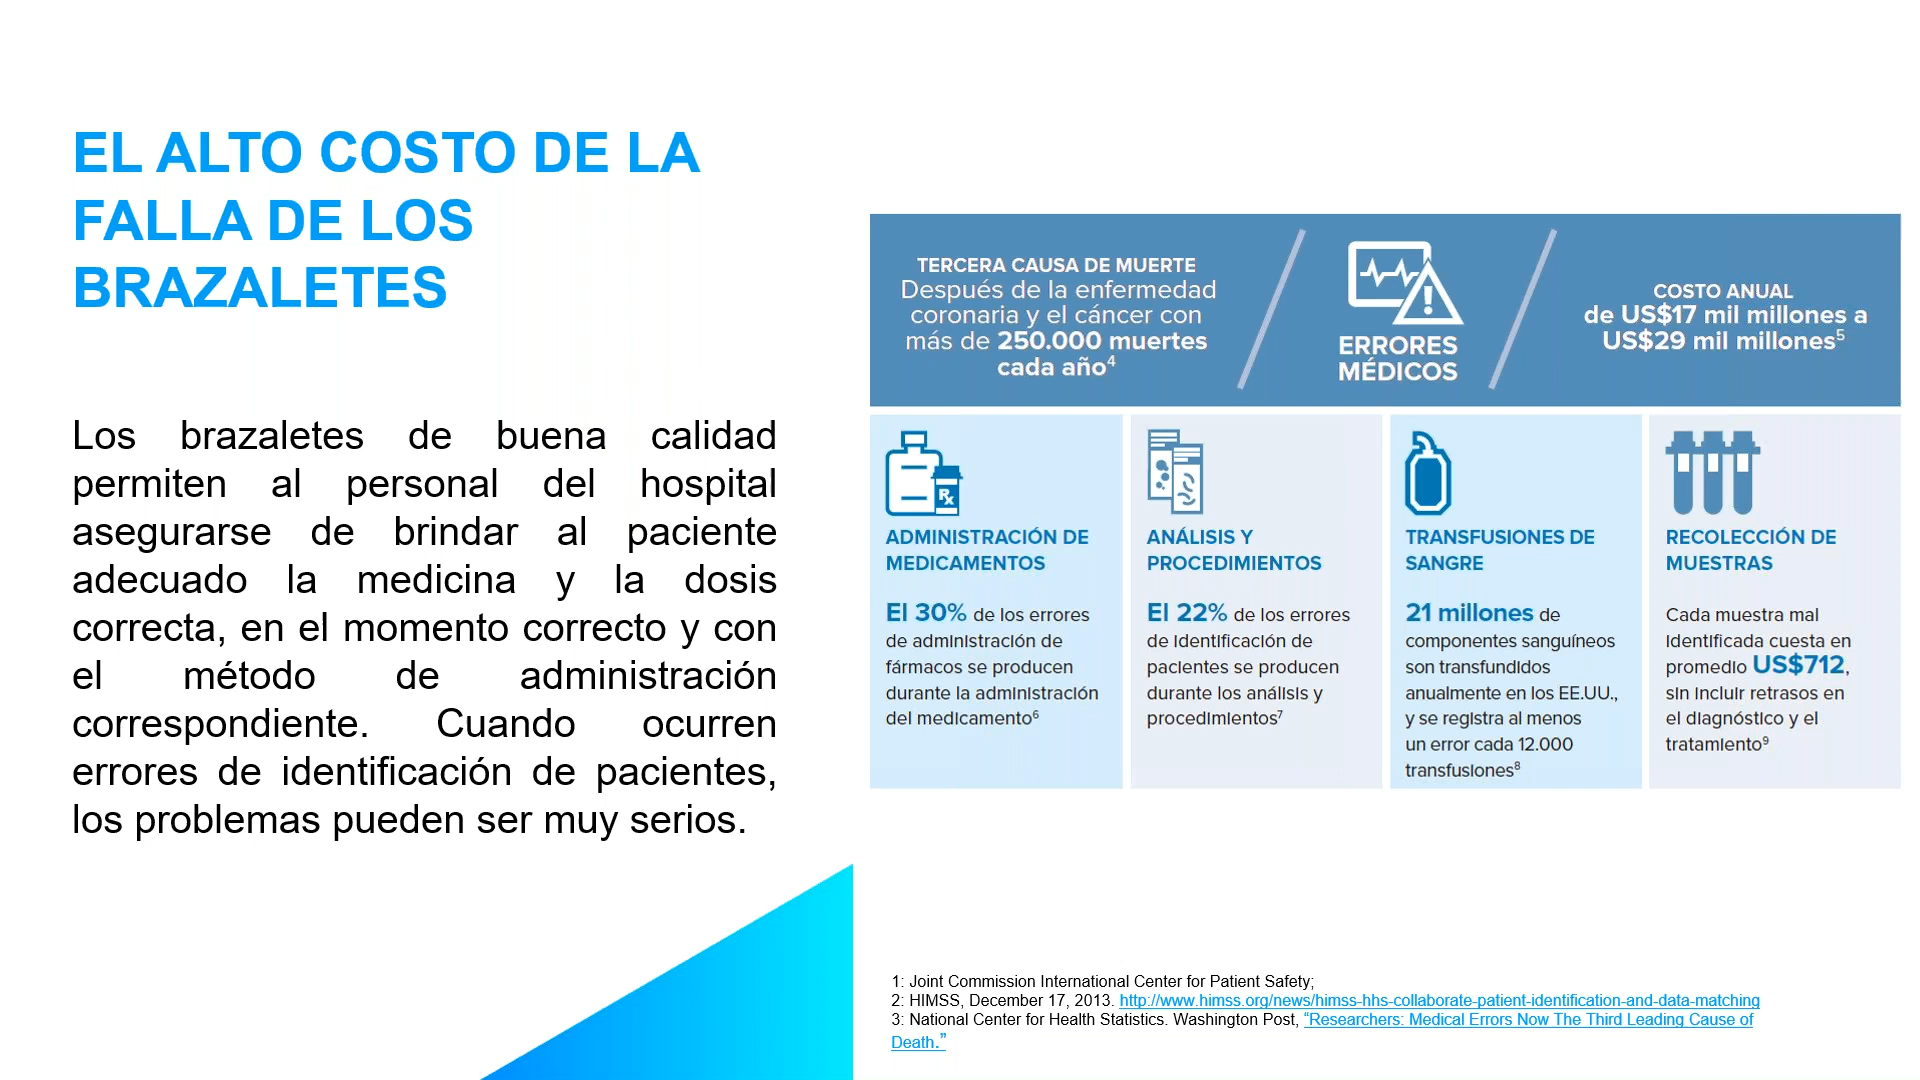 EL ALTO COSTO DE LA
FALLA DE LOS
BRAZALETES
Los brazaletes de buena calidad
permiten al personal del hospital
asegurarse de brindar al paciente
adecuado la medicina y la dosis
correcta, en el momento correcto y con
el método de administración
correspondiente. Cuando ocurren
errores de identificación de pacientes,
los problemas pueden ser muy serios.
TERCERA CAUSA DE MUERTE
Después de la enfermedad
coronaria y el cáncer con
más de 250.000 muertes
cada año4
ERRORES
MÉDICOS
COSTO ANUAL
de US$17 mil millones a
US$29 mil millones5
Rx
ADMINISTRACIÓN DE
MEDICAMENTOS
El 30% de los errores
de administración de
fármacos se producen
durante la administración
del medicamento6
ANÁLISIS Y
PROCEDIMIENTOS
El 22% de los errores
de identificación de
pacientes se producen
durante los análisis y
procedimientos7
TRANSFUSIONES DE
SANGRE
21 millones de
componentes sanguíneos
son transfundidos
anualmente en los EE.UU.,
y se registra al menos
un error cada 12.000
transfusiones8
RECOLECCIÓN DE
MUESTRAS
Cada muestra mal
identificada cuesta en
promedio US$712,
sin incluir retrasos en
el diagnóstico y el
tratamiento9
1: Joint Commission International Center for Patient Safety;
2: HIMSS, December 17, 2013. http://www.himss.org/news/himss-hhs-collaborate-patient-identification-and-data-matching
3: National Center for Health Statistics. Washington Post, “Researchers: Medical Errors Now The Third Leading Cause of
Death.”